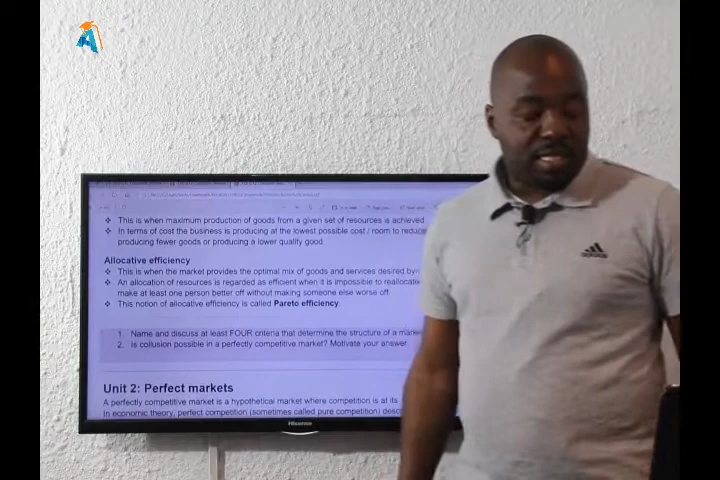 This is when maximum production of goods from a given set of resources is achieved
In terms of cost the business is producing at the lowest possible cost / room to reduce
producing fewer goods or producing a lower quality good
Allocative efficiency
This is when the market provides the optimal mix of goods and services desired by
An allocation of resources is regarded as efficient when it is impossible to reallocate
make at least one person better off without making someone else worse off
This notion of allocative efficiency is called Pareto efficiency.
1. Name and discuss at least FOUR criteria that determine the structure of a market
2. Is collusion possible in a perfectly competitive market? Motivate your answer.
Unit 2: Perfect markets
A perfectly competitive market is a hypothetical market where competition is at its
In economic theory, perfect competition (sometimes called pure competition)
Hisense
adidas
A